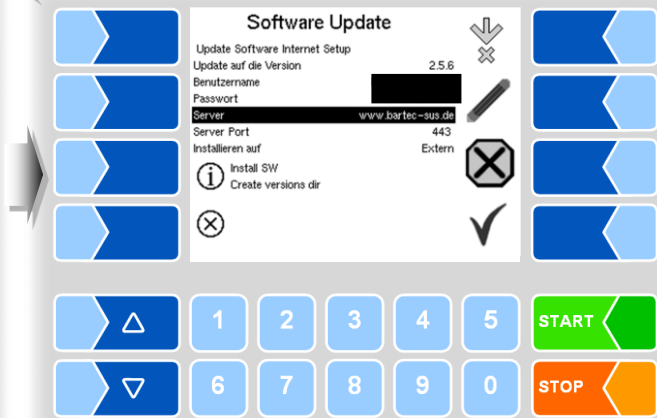 Software Update
Update Software Internet Setup
Update auf die Version 2.5.6
Benutzername
Passwort
Server www.bartec-sus.de
Server Port 443
Installieren auf Extern
Install SW
Create versions dir
1 2 3 4 5 START
6 7 8 9 0 STOP